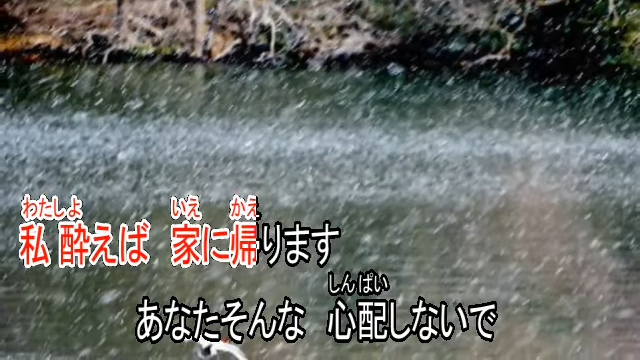 わたしよ いえ かえ
私 酔えば 家に帰ります
しんぱい
あなたそんな 心配しないで